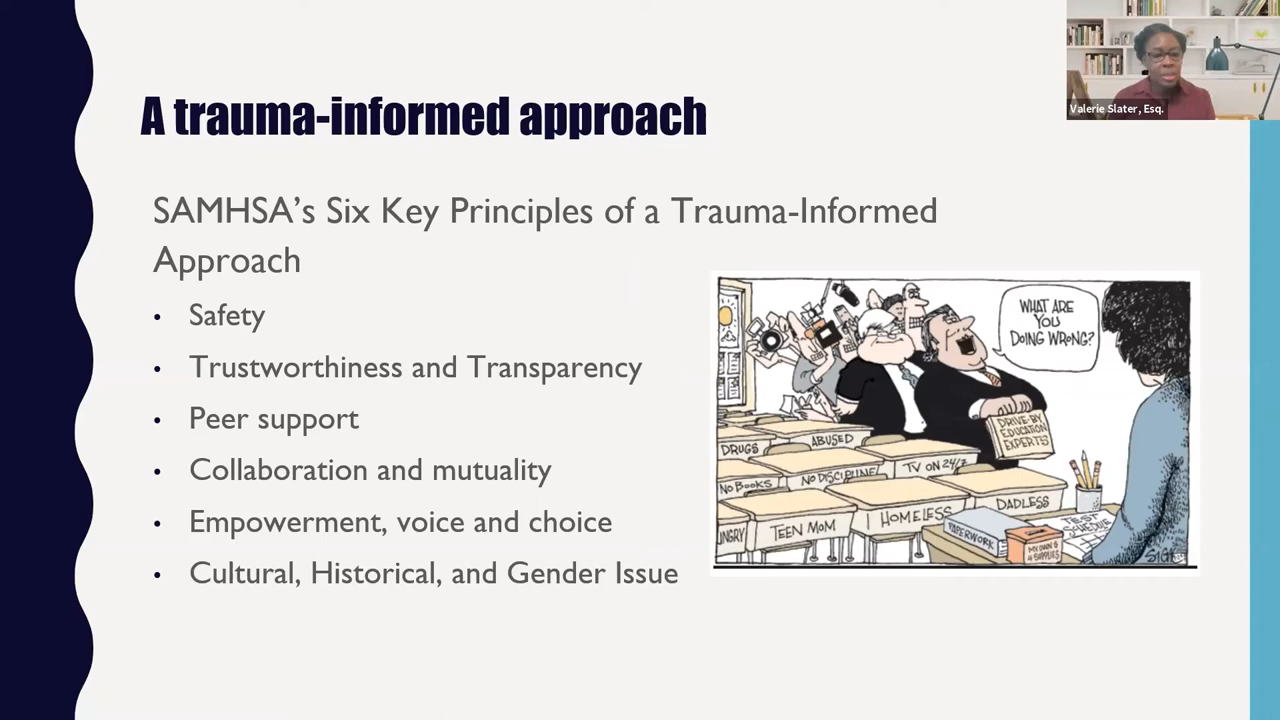 A trauma-informed approach
Valerie Slater, Esq.
SAMHSA's Six Key Principles of a Trauma-Informed
Approach
• Safety
• Trustworthiness and Transparency
• Peer support
• Collaboration and mutuality
• Empowerment, voice and choice
• Cultural, Historical, and Gender Issue
WHAT ARE
YOU
DOING WRONG?
DRIVE-BY
EDUCATION
EXPERTS
DRUGS
ABUSED
NO BOOKS
NO DISCIPLINE
TV ON 24/7
TEEN MOM
HOMELESS
DADLESS
PAPERWORK
TEST